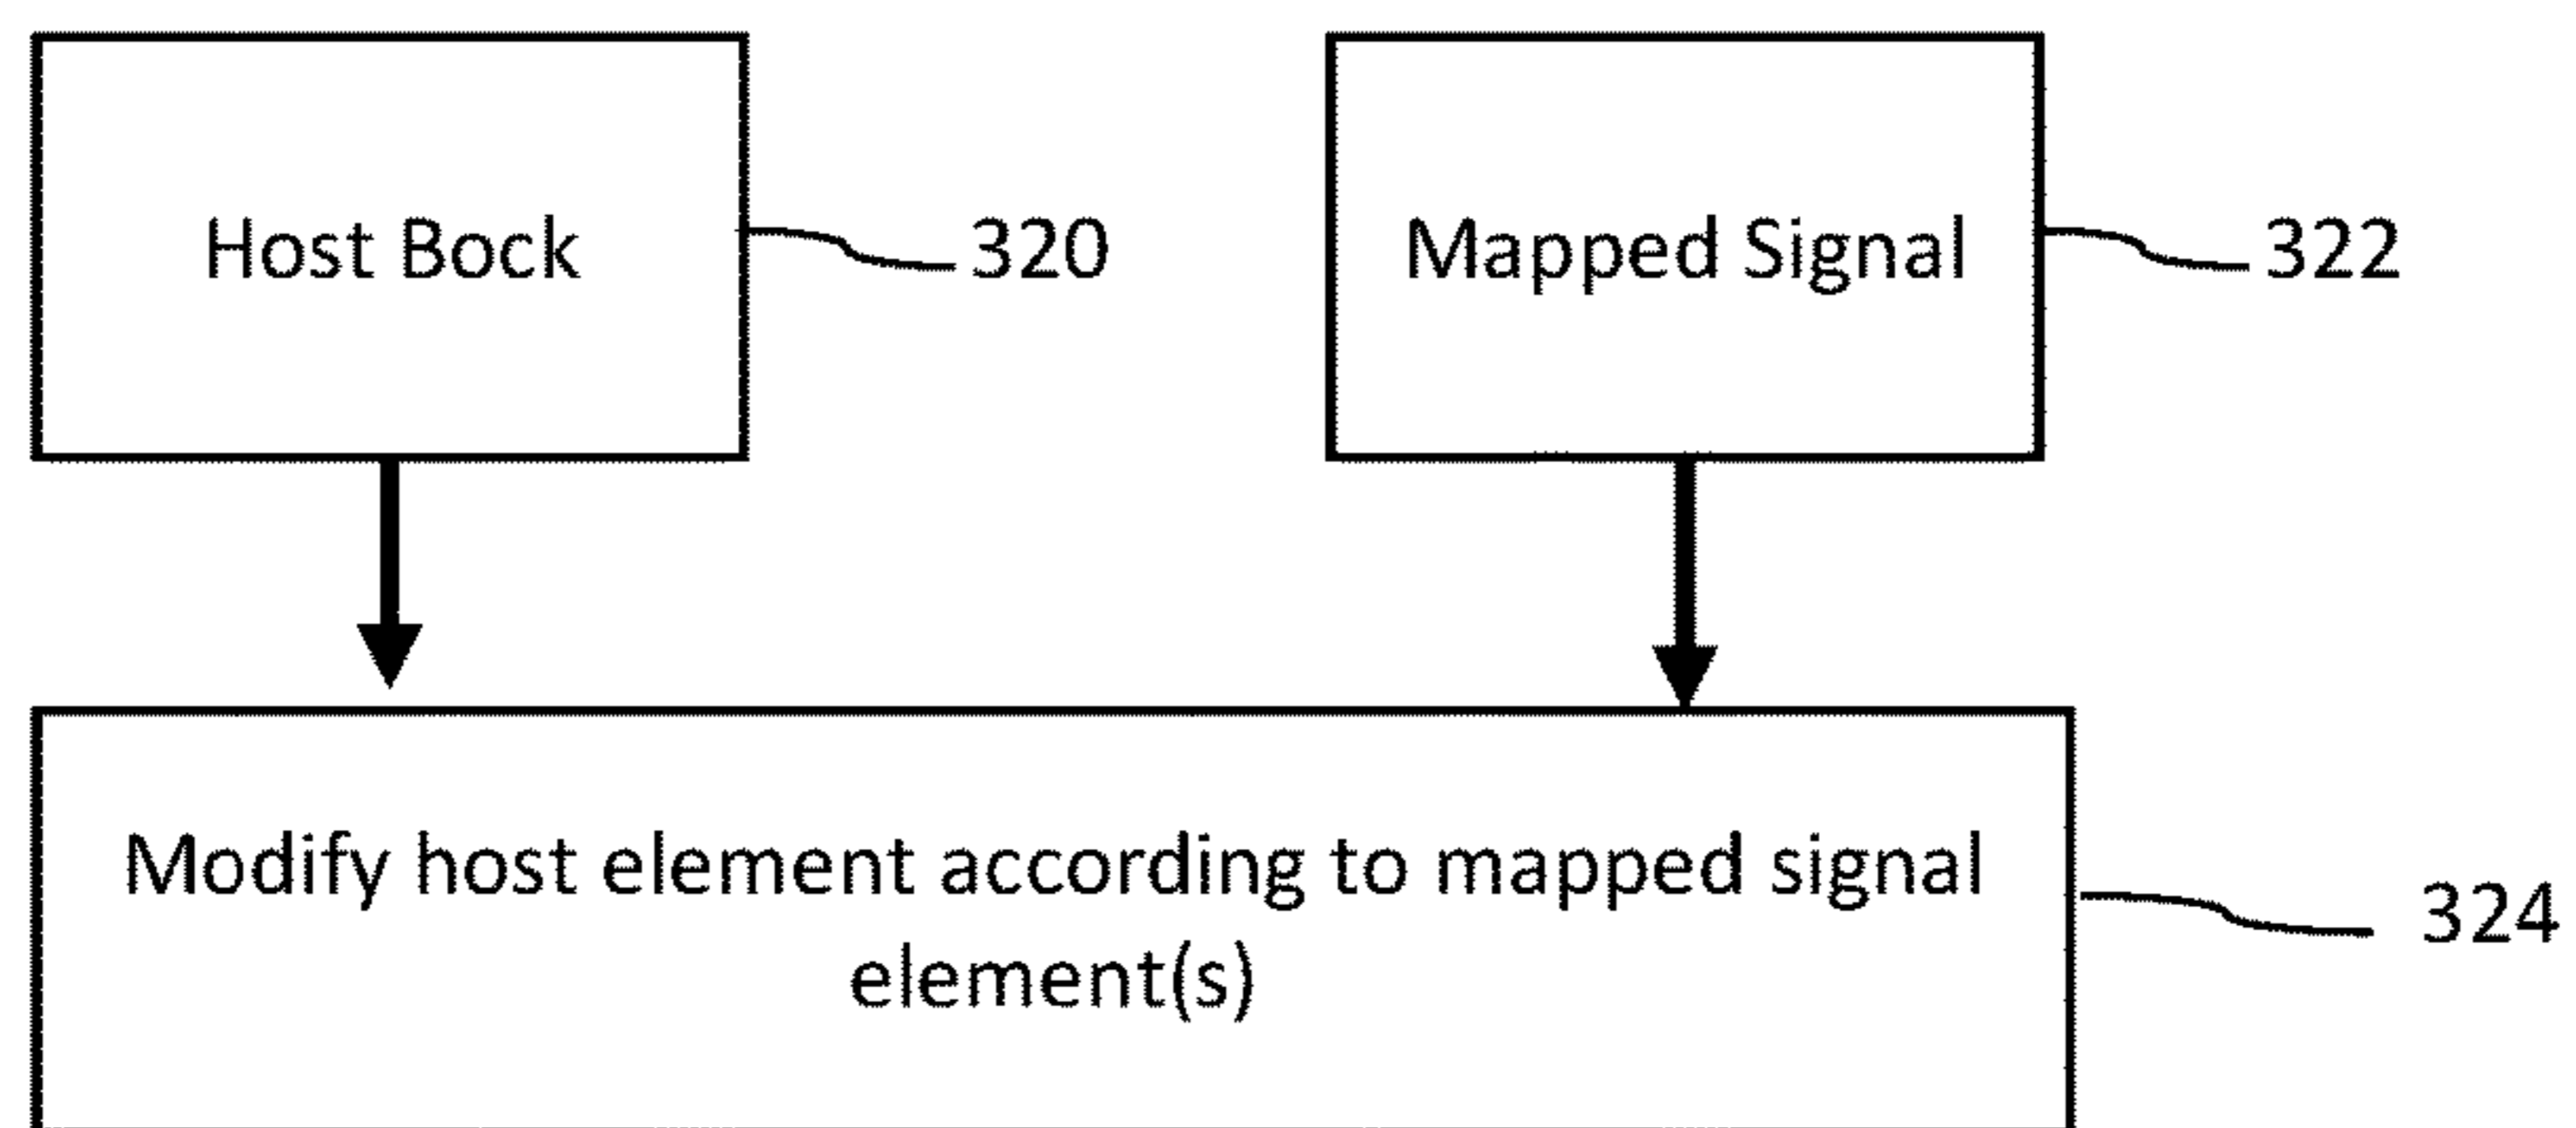 Host Bock
320
Mapped Signal
322
Modify host element according to mapped signal
element(s)
324